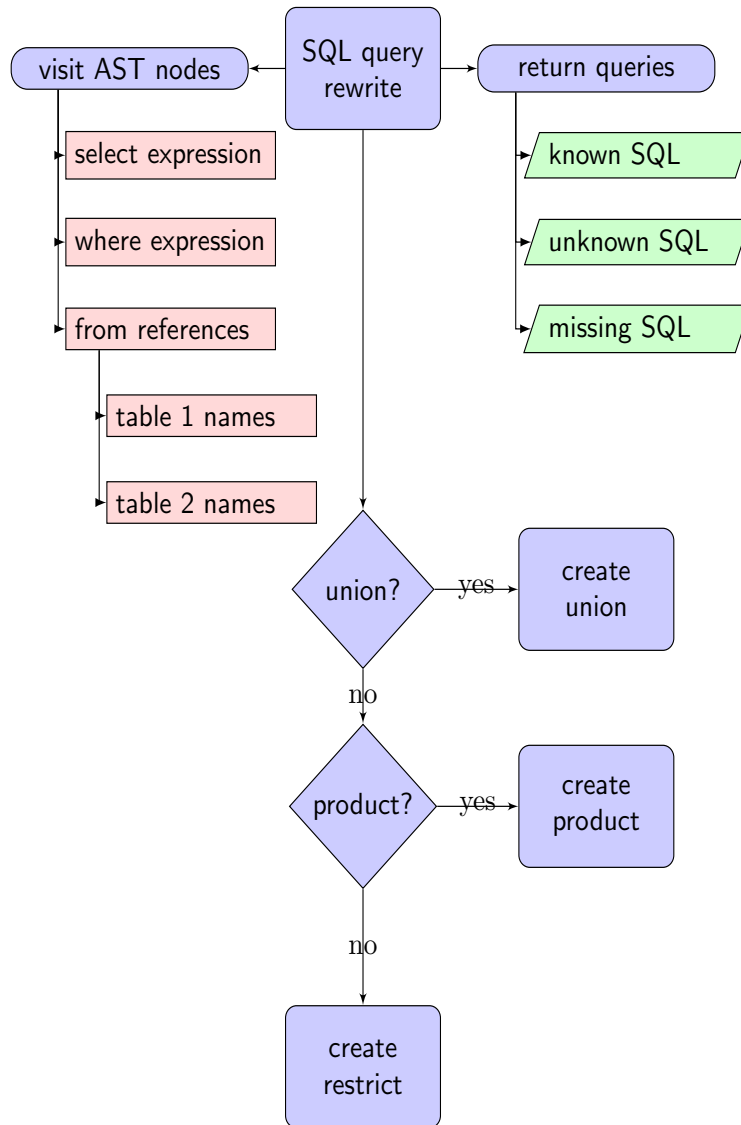 visit AST nodes
SQL query
rewrite
return queries
select expression
known SQL
where expression
unknown SQL
from references
missing SQL
table 1 names
table 2 names
union?
yes
create
union
no
product?
yes
create
product
no
create
restrict